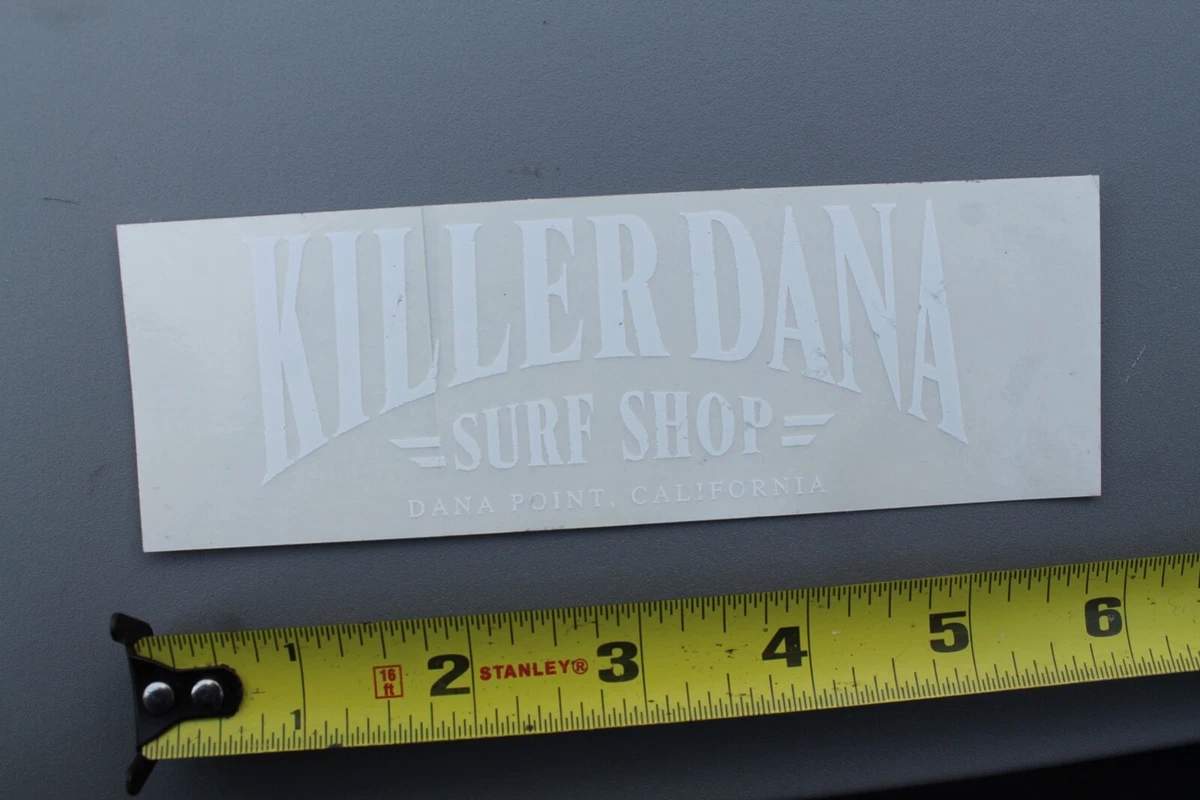 KILLER DANA
SURF SHOP
DANA POINT, CALIFORNIA
1 16 ft 2 STANLEY® 3 4 5 6
1